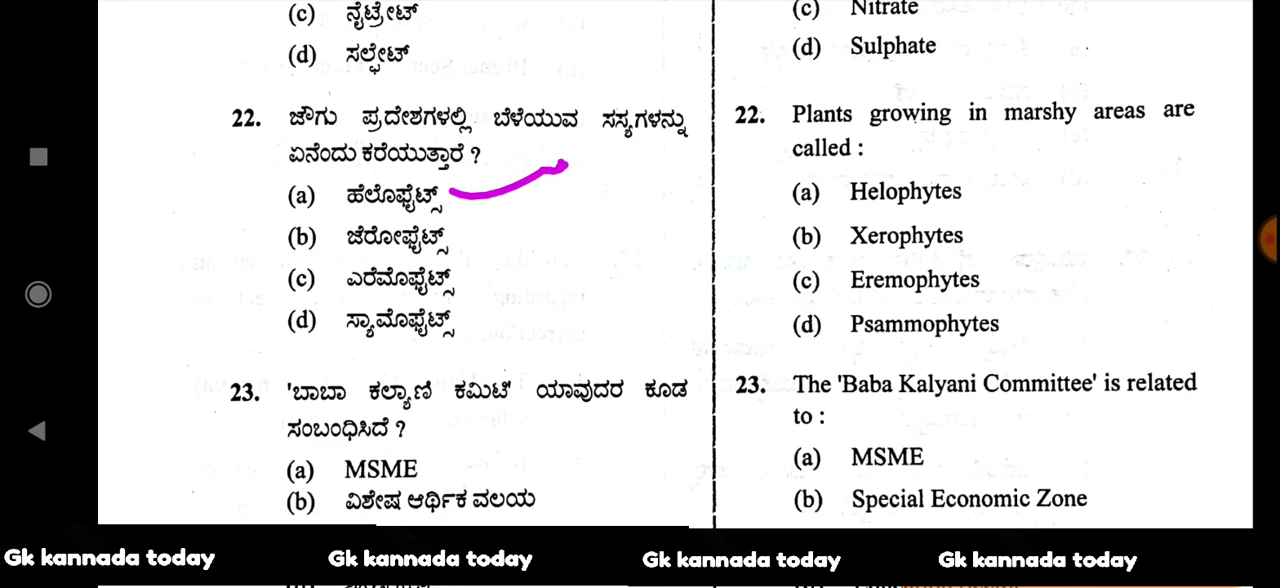 (c) ನೈಟ್ರೇಟ್
(d) ಸಲ್ಫೇಟ್
22. ಜೌಗು ಪ್ರದೇಶಗಳಲ್ಲಿ ಬೆಳೆಯುವ ಸಸ್ಯಗಳನ್ನು
ಏನೆಂದು ಕರೆಯುತ್ತಾರೆ ?
(a) ಹೆಲೊಫೈಟ್ಸ್
(b) ಜೆರೋಫೈಟ್ಸ್
(c) ಎರೆಮೊಫೈಟ್ಸ್
(d) ಸ್ಯಾಮೊಫೈಟ್ಸ್
23. 'ಬಾಬಾ ಕಲ್ಯಾಣಿ ಕಮಿಟಿ' ಯಾವುದರ ಕೂಡ
ಸಂಬಂಧಿಸಿದೆ ?
(a) MSME
(b) ವಿಶೇಷ ಆರ್ಥಿಕ ವಲಯ
(c) Nitrate
(d) Sulphate
22. Plants growing in marshy areas are
called :
(a) Helophytes
(b) Xerophytes
(c) Eremophytes
(d) Psammophytes
23. The 'Baba Kalyani Committee' is related
to :
(a) MSME
(b) Special Economic Zone
Gk kannada today Gk kannada today Gk kannada today Gk kannada today